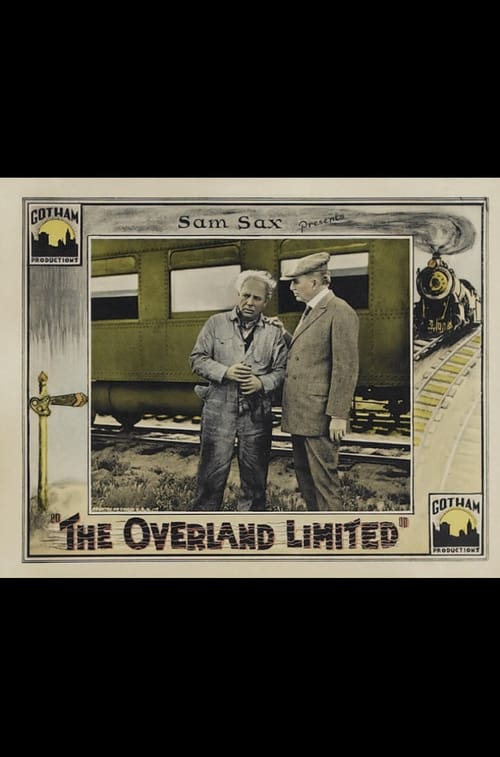 GOTHAM
PRODUCTIONS
Sam Sax Presents
"THE OVERLAND LIMITED"
GOTHAM
PRODUCTIONS